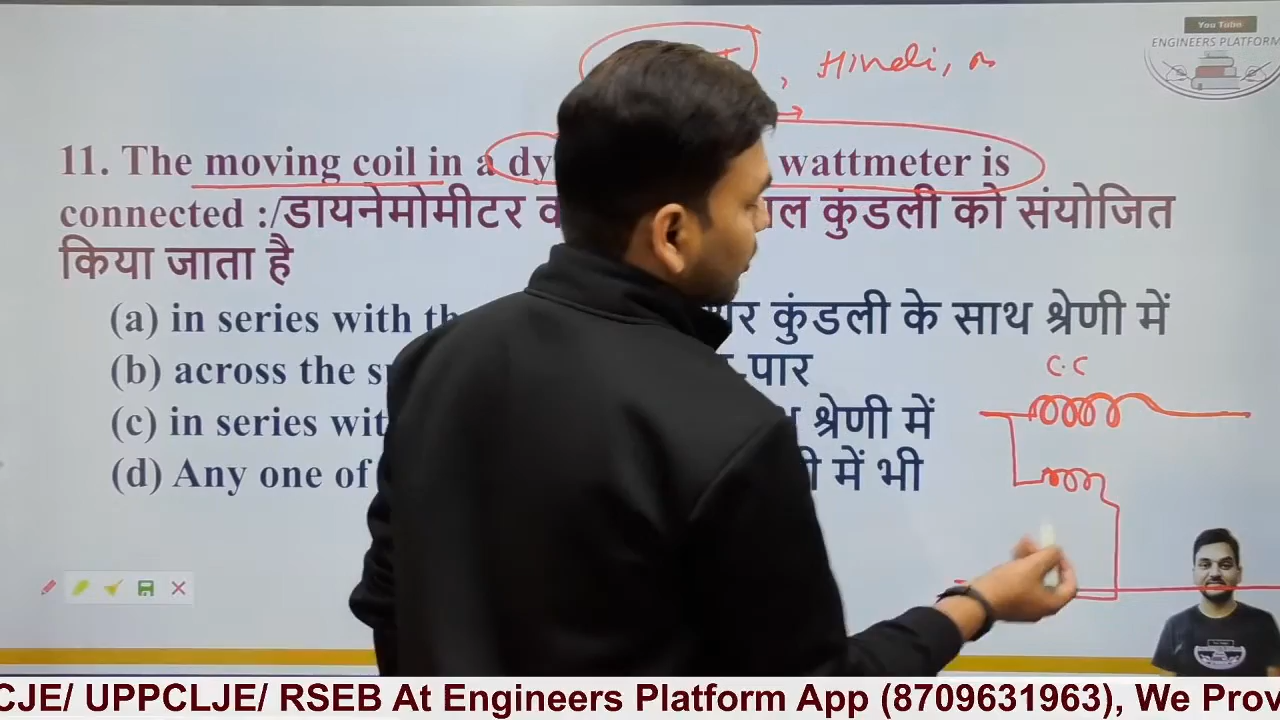 You Tube
ENGINEERS PLATFORM
Hindi,
11. The moving coil in a dy wattmeter is
connected :/डायनेमोमीटर कुंडली को संयोजित
किया जाता है
(a) in series with कुंडली के साथ श्रेणी में
(b) across the पार
(c) in series श्रेणी में
(d) Any one of में भी
C.C
CJE/ UPPCLJE/ RSEB At Engineers Platform App (8709631963), We Prov